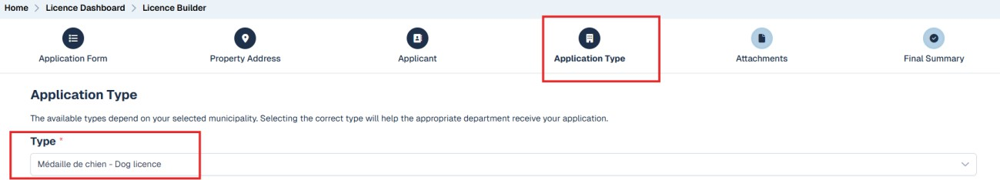 Home > Licence Dashboard > Licence Builder
Application Form Property Address Applicant Application Type Attachments Final Summary
Application Type
The available types depend on your selected municipality. Selecting the correct type will help the appropriate department receive your application.
Type *
Médaille de chien - Dog licence